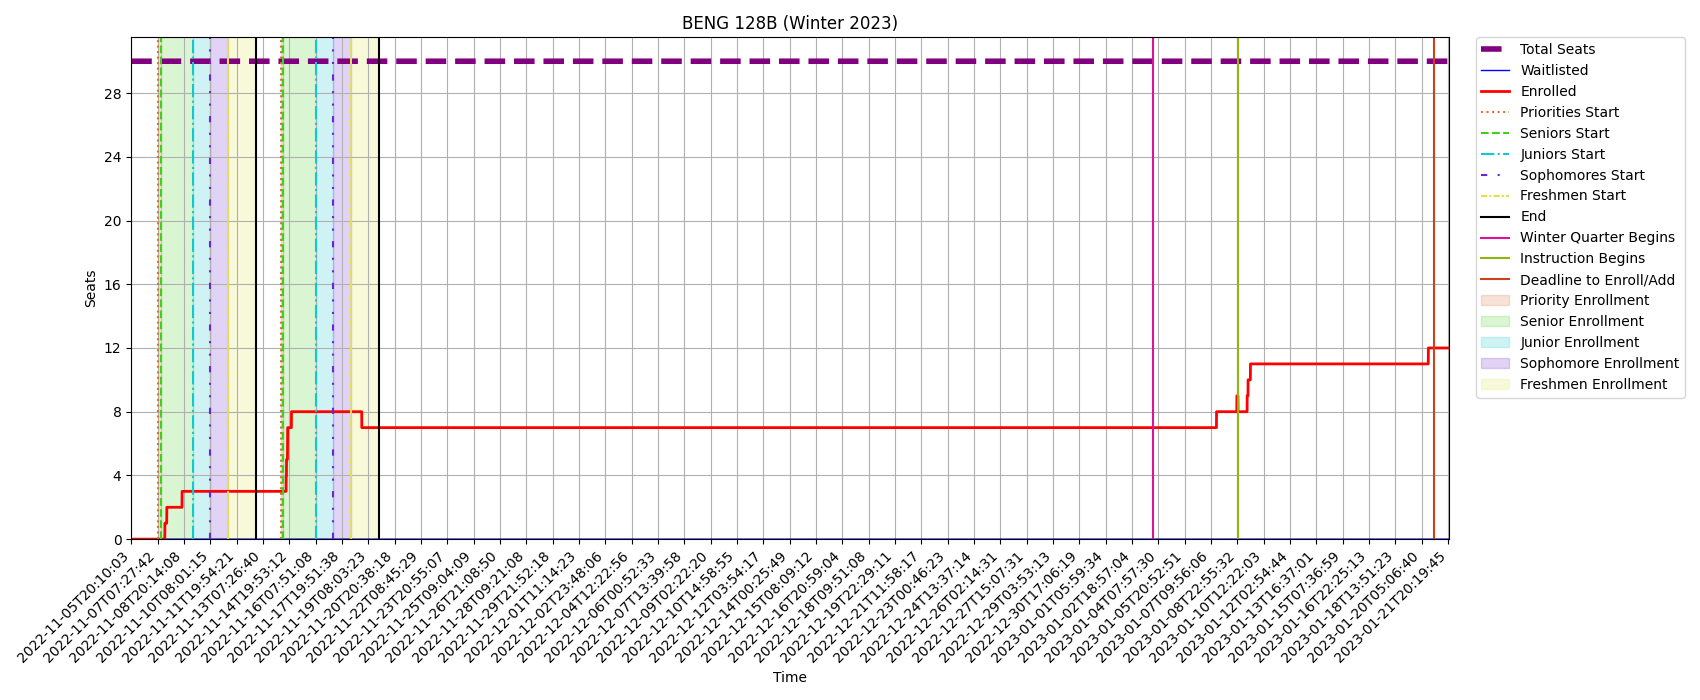 BENG 128B (Winter 2023)
Seats
28
24
20
16
12
8
4
0
2022-11-05T20:10:03
2022-11-07T07:27:42
2022-11-08T20:14:08
2022-11-10T08:01:15
2022-11-11T19:54:21
2022-11-13T07:26:40
2022-11-14T19:53:12
2022-11-16T07:51:08
2022-11-17T19:51:38
2022-11-19T08:03:23
2022-11-20T20:38:18
2022-11-22T08:45:29
2022-11-23T20:55:07
2022-11-25T09:04:09
2022-11-26T21:08:50
2022-11-28T09:21:08
2022-11-29T21:52:18
2022-12-01T11:14:23
2022-12-02T23:48:06
2022-12-04T12:22:56
2022-12-06T00:52:33
2022-12-07T13:39:58
2022-12-09T02:22:20
2022-12-10T14:58:55
2022-12-12T03:54:17
2022-12-14T00:25:49
2022-12-15T08:09:12
2022-12-16T20:59:04
2022-12-18T09:51:08
2022-12-19T22:29:11
2022-12-21T11:58:17
2022-12-23T00:46:23
2022-12-24T13:37:14
2022-12-26T02:14:31
2022-12-27T15:07:31
2022-12-29T03:53:13
2022-12-30T17:06:19
2023-01-01T05:59:34
2023-01-02T18:57:04
2023-01-04T07:57:30
2023-01-05T20:52:51
2023-01-07T09:56:06
2023-01-08T22:55:32
2023-01-10T12:22:03
2023-01-12T02:54:44
2023-01-13T16:37:01
2023-01-15T07:36:59
2023-01-16T22:25:13
2023-01-18T13:51:23
2023-01-20T05:06:40
2023-01-21T20:19:45
Time
Total Seats
Waitlisted
Enrolled
Priorities Start
Seniors Start
Juniors Start
Sophomores Start
Freshmen Start
End
Winter Quarter Begins
Instruction Begins
Deadline to Enroll/Add
Priority Enrollment
Senior Enrollment
Junior Enrollment
Sophomore Enrollment
Freshmen Enrollment